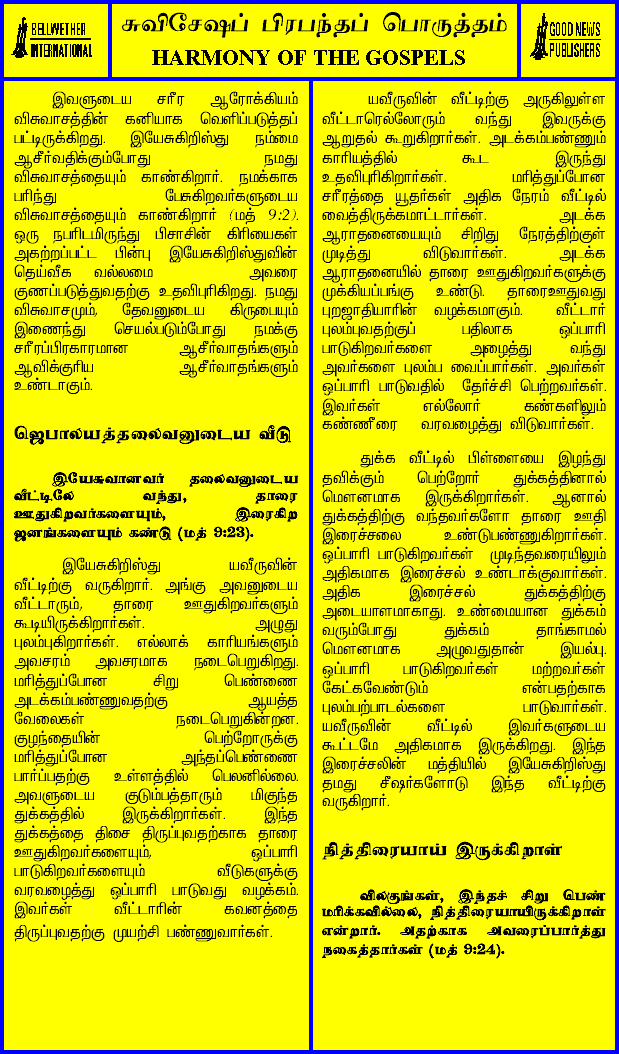 BELLWETHER
INTERNATIONAL
சுவிசேஷப் பிரபந்தப் பொருத்தம்
HARMONY OF THE GOSPELS
GOOD NEWS
PUBLISHERS
இவளுடைய சரீர ஆரோக்கியம்
விசுவாசத்தின் கனியாக வெளிப்படுத்தப்
பட்டிருக்கிறது. இயேசுகிறிஸ்து நம்மை
ஆசீர்வதிக்கும்போது நமது
விசுவாசத்தையும் காண்கிறார். நமக்காக
பரிந்து பேசுகிறவர்களுடைய
விசுவாசத்தையும் காண்கிறார் (மத் 9:2).
ஒரு நபரிடமிருந்து பிசாசின் கிரியைகள்
அகற்றப்பட்ட பின்பு இயேசுகிறிஸ்துவின்
தெய்வீக வல்லமை அவரை
குணப்படுத்துவதற்கு உதவிபுரிகிறது. நமது
விசுவாசமும், தேவனுடைய கிருபையும்
இணைந்து செயல்படும்போது நமக்கு
சரீரப்பிரகாரமான ஆசீர்வாதங்களும்
ஆவிக்குரிய ஆசீர்வாதங்களும்
உண்டாகும்.
ஜெபாலயத்தலைவனுடைய வீடு
இயேசுவானவர் தலைவனுடைய
வீட்டிலே வந்து, தாரை
ஊதுகிறவர்களையும், இரைகிற
ஜனங்களையும் கண்டு (மத் 9:23).
இயேசுகிறிஸ்து யவீருவின்
வீட்டிற்கு வருகிறார். அங்கு அவனுடைய
வீட்டாரும், தாரை ஊதுகிறவர்களும்
கூடியிருக்கிறார்கள். அழுது
புலம்புகிறார்கள். எல்லாக் காரியங்களும்
அவசரம் அவசரமாக நடைபெறுகிறது.
மரித்துப்போன சிறு பெண்ணை
அடக்கம்பண்ணுவதற்கு ஆயத்த
வேலைகள் நடைபெறுகின்றன.
குழந்தையின் பெற்றோருக்கு
மரித்துப்போன அந்தப்பெண்ணை
பார்ப்பதற்கு உள்ளத்தில் பெலனில்லை.
அவளுடைய குடும்பத்தாரும் மிகுந்த
துக்கத்தில் இருக்கிறார்கள். இந்த
துக்கத்தை திசை திருப்புவதற்காக தாரை
ஊதுகிறவர்களையும், ஒப்பாரி
பாடுகிறவர்களையும் வீடுகளுக்கு
வரவழைத்து ஒப்பாரி பாடுவது வழக்கம்.
இவர்கள் வீட்டாரின் கவனத்தை
திருப்புவதற்கு முயற்சி பண்ணுவார்கள்.
யவீருவின் வீட்டிற்கு அருகிலுள்ள
வீட்டாரெல்லோரும் வந்து இவருக்கு
ஆறுதல் கூறுகிறார்கள். அடக்கம்பண்ணும்
காரியத்தில் கூட இருந்து
உதவிபுரிகிறார்கள். மரித்துப்போன
சரீரத்தை யூதர்கள் அதிக நேரம் வீட்டில்
வைத்திருக்கமாட்டார்கள். அடக்க
ஆராதனையையும் சிறிது நேரத்திற்குள்
முடித்து விடுவார்கள். அடக்க
ஆராதனையில் தாரை ஊதுகிறவர்களுக்கு
முக்கியப்பங்கு உண்டு. தாரைஊதுவது
புறஜாதியாரின் வழக்கமாகும். வீட்டார்
புலம்புவதற்குப் பதிலாக ஒப்பாரி
பாடுகிறவர்களை அழைத்து வந்து
அவர்களை புலம்ப வைப்பார்கள். அவர்கள்
ஒப்பாரி பாடுவதில் தேர்ச்சி பெற்றவர்கள்.
இவர்கள் எல்லோர் கண்களிலும்
கண்ணீரை வரவழைத்து விடுவார்கள்.
துக்க வீட்டில் பிள்ளையை இழந்து
தவிக்கும் பெற்றோர் துக்கத்தினால்
மௌனமாக இருக்கிறார்கள். ஆனால்
துக்கத்திற்கு வந்தவர்களோ தாரை ஊதி
இரைச்சலை உண்டுபண்ணுகிறார்கள்.
ஒப்பாரி பாடுகிறவர்கள் முடிந்தவரையிலும்
அதிகமாக இரைச்சல் உண்டாக்குவார்கள்.
அதிக இரைச்சல் துக்கத்திற்கு
அடையாளமாகாது. உண்மையான துக்கம்
வரும்போது துக்கம் தாங்காமல்
மௌனமாக அழுவதுதான் இயல்பு.
ஒப்பாரி பாடுகிறவர்கள் மற்றவர்கள்
கேட்கவேண்டும் என்பதற்காக
புலம்பற்பாடல்களை பாடுவார்கள்.
யவீருவின் வீட்டில் இவர்களுடைய
கூட்டமே அதிகமாக இருக்கிறது. இந்த
இரைச்சலின் மத்தியில் இயேசுகிறிஸ்து
தமது சீஷர்களோடு இந்த வீட்டிற்கு
வருகிறார்.
நித்திரையாய் இருக்கிறாள்
விலகுங்கள், இந்தச் சிறு பெண்
மரிக்கவில்லை, நித்திரையாயிருக்கிறாள்
என்றார். அதற்காக அவரைப்பார்த்து
நகைத்தார்கள் (மத் 9:24).